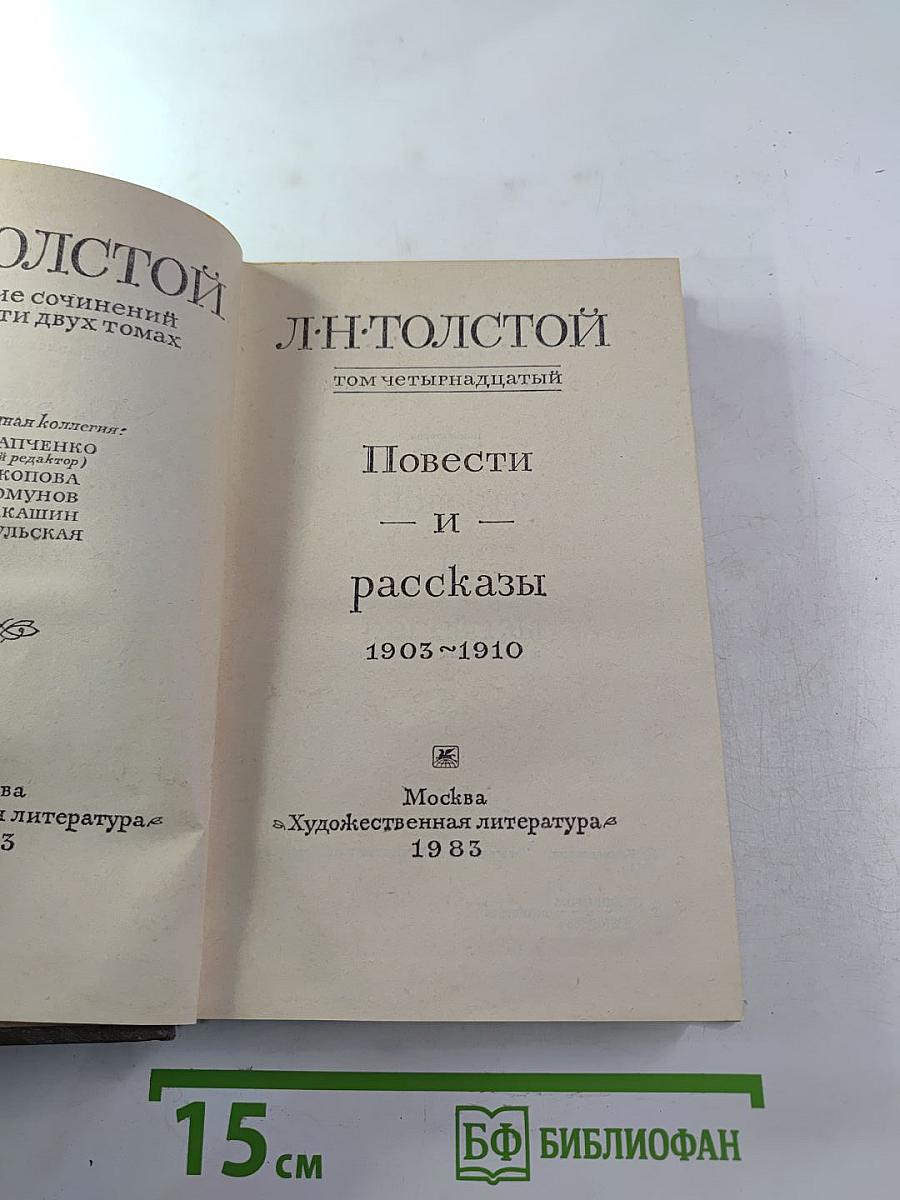 ОЛСТОЙ
ИЕ СОЧИНЕНИЙ
ТИ ДВУХ ТОМАХ
ная коллегия:
АПЧЕНКО
й редактор)
КОПОВА
ОМУНОВ
КАШИН
УЛЬСКАЯ
ва
я литература
3
Л·Н·ТОЛСТОЙ
ТОМ ЧЕТЫРНАДЦАТЫЙ
Повести
— и —
рассказы
1903~1910
Москва
Художественная литература
1983
15 см
БФ БИБЛИОФАН